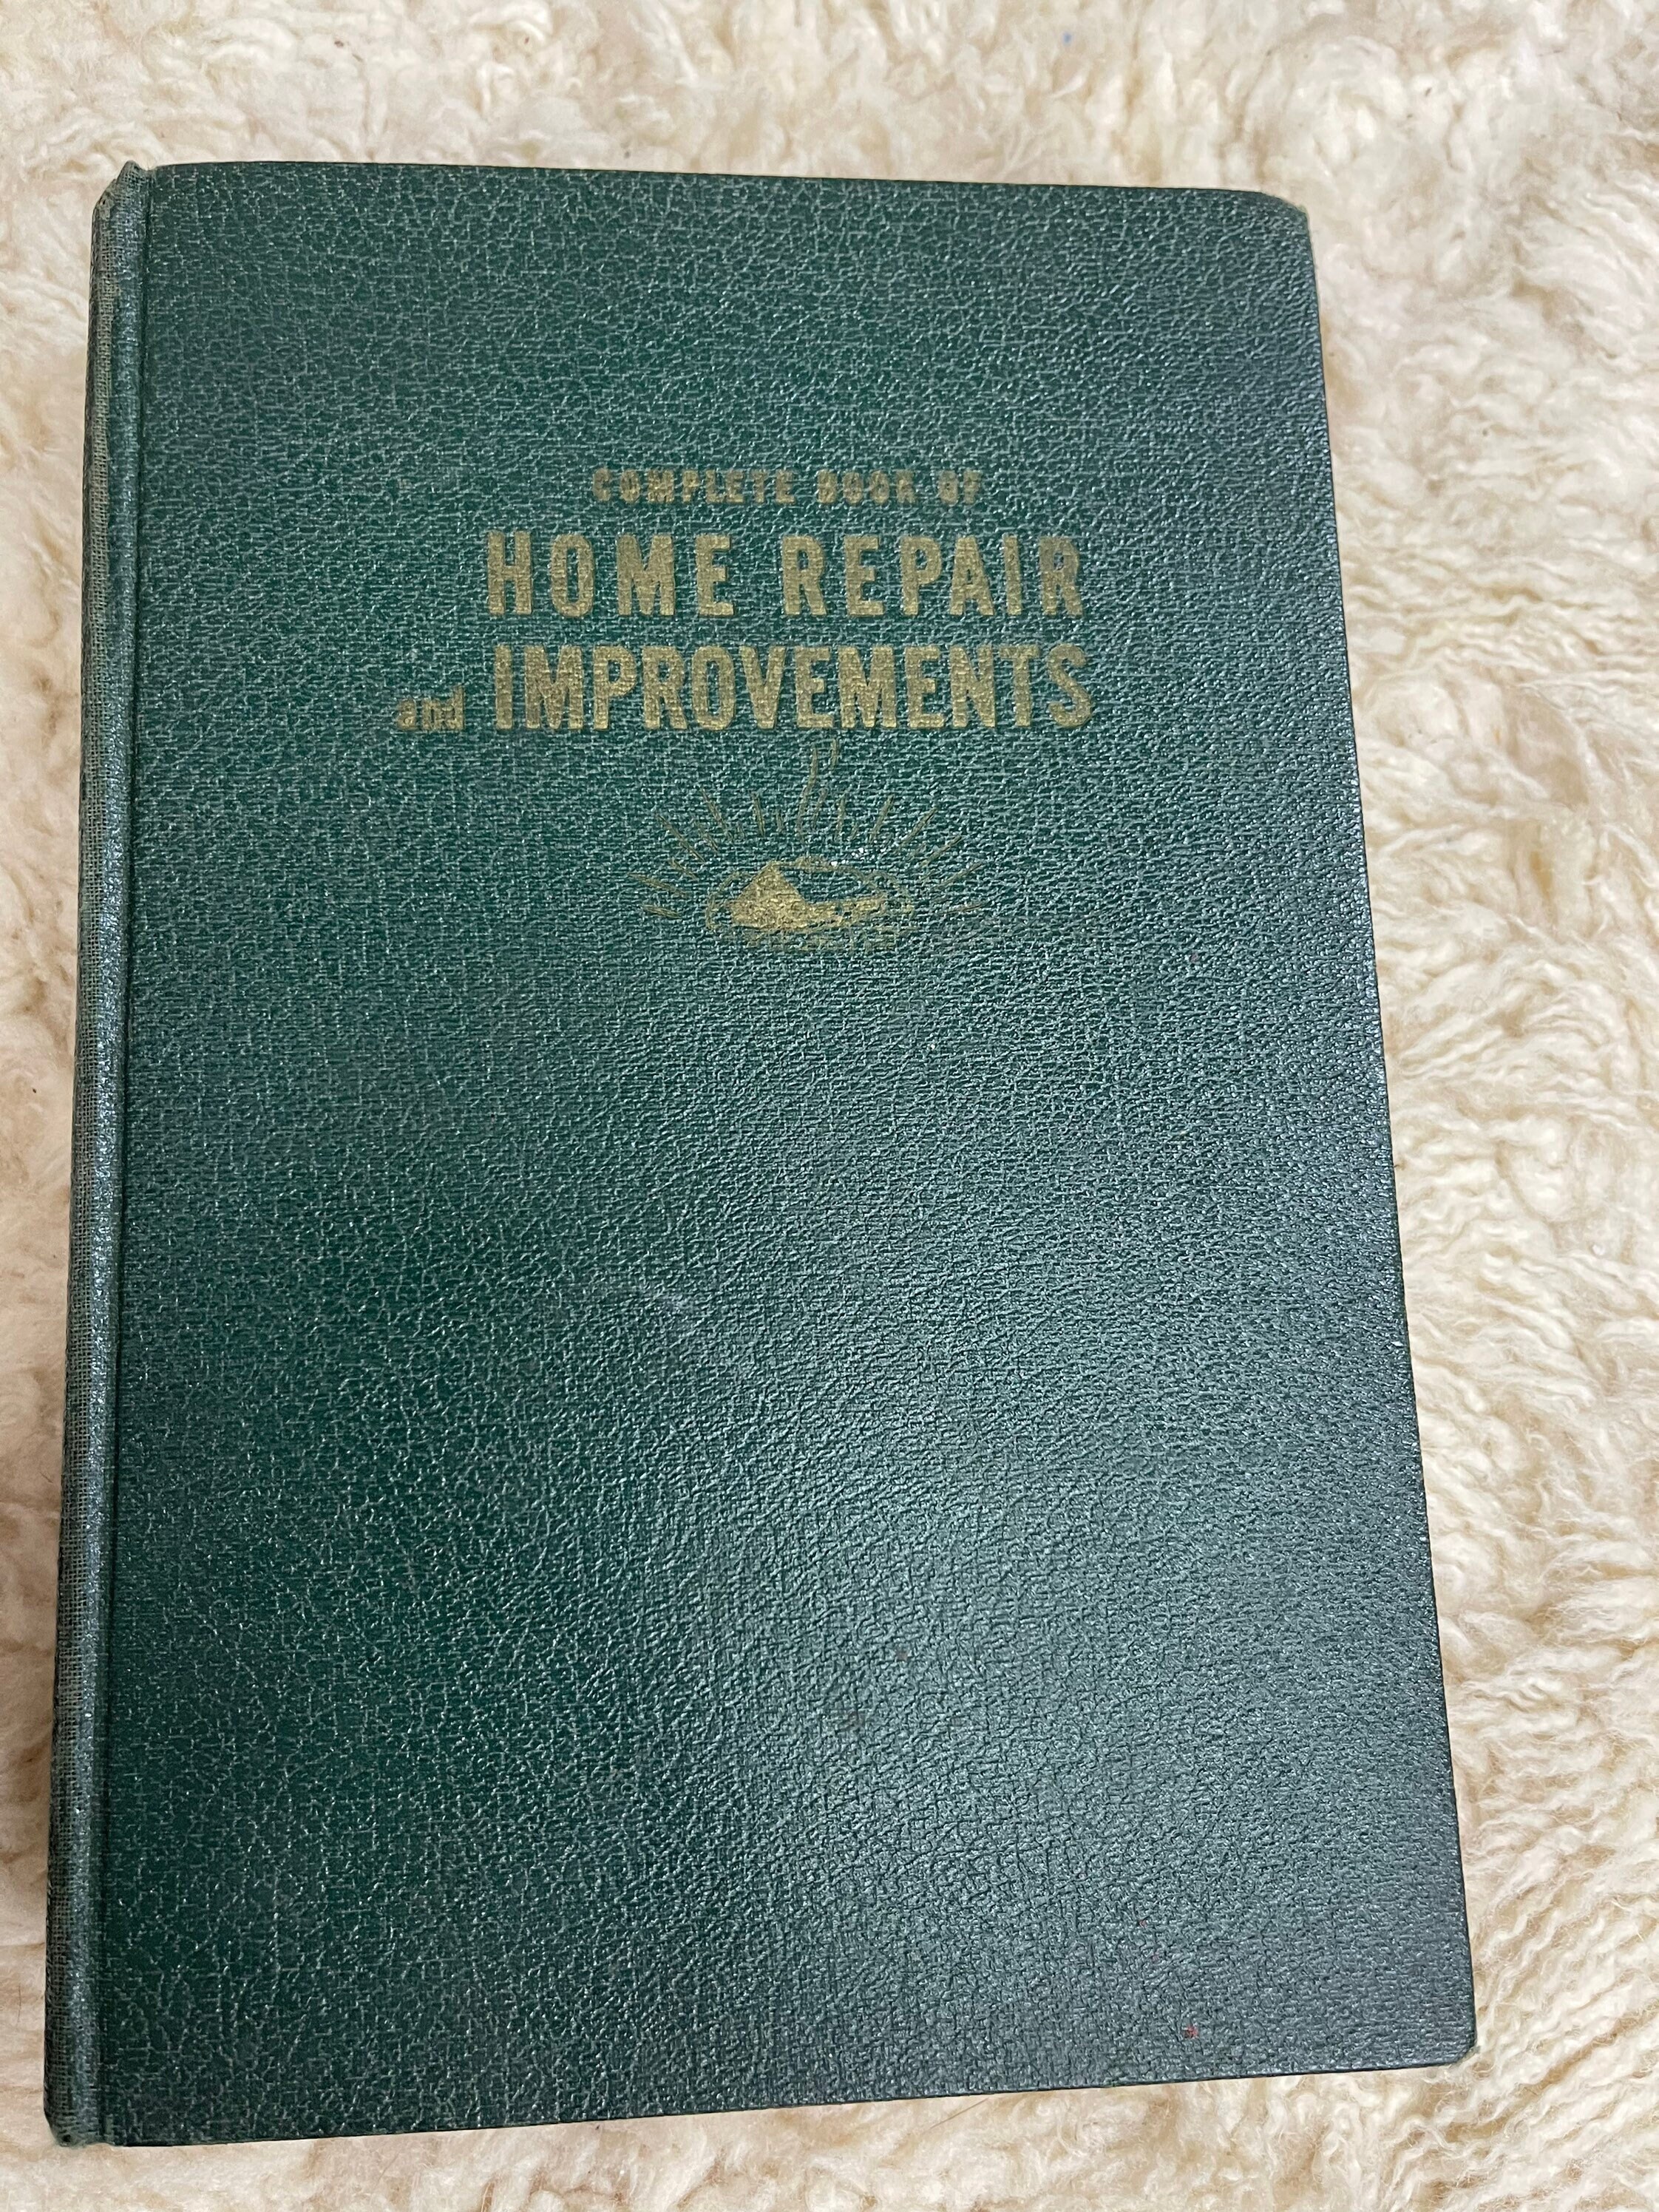 COMPLETE BOOK OF
HOME REPAIR
and IMPROVEMENTS